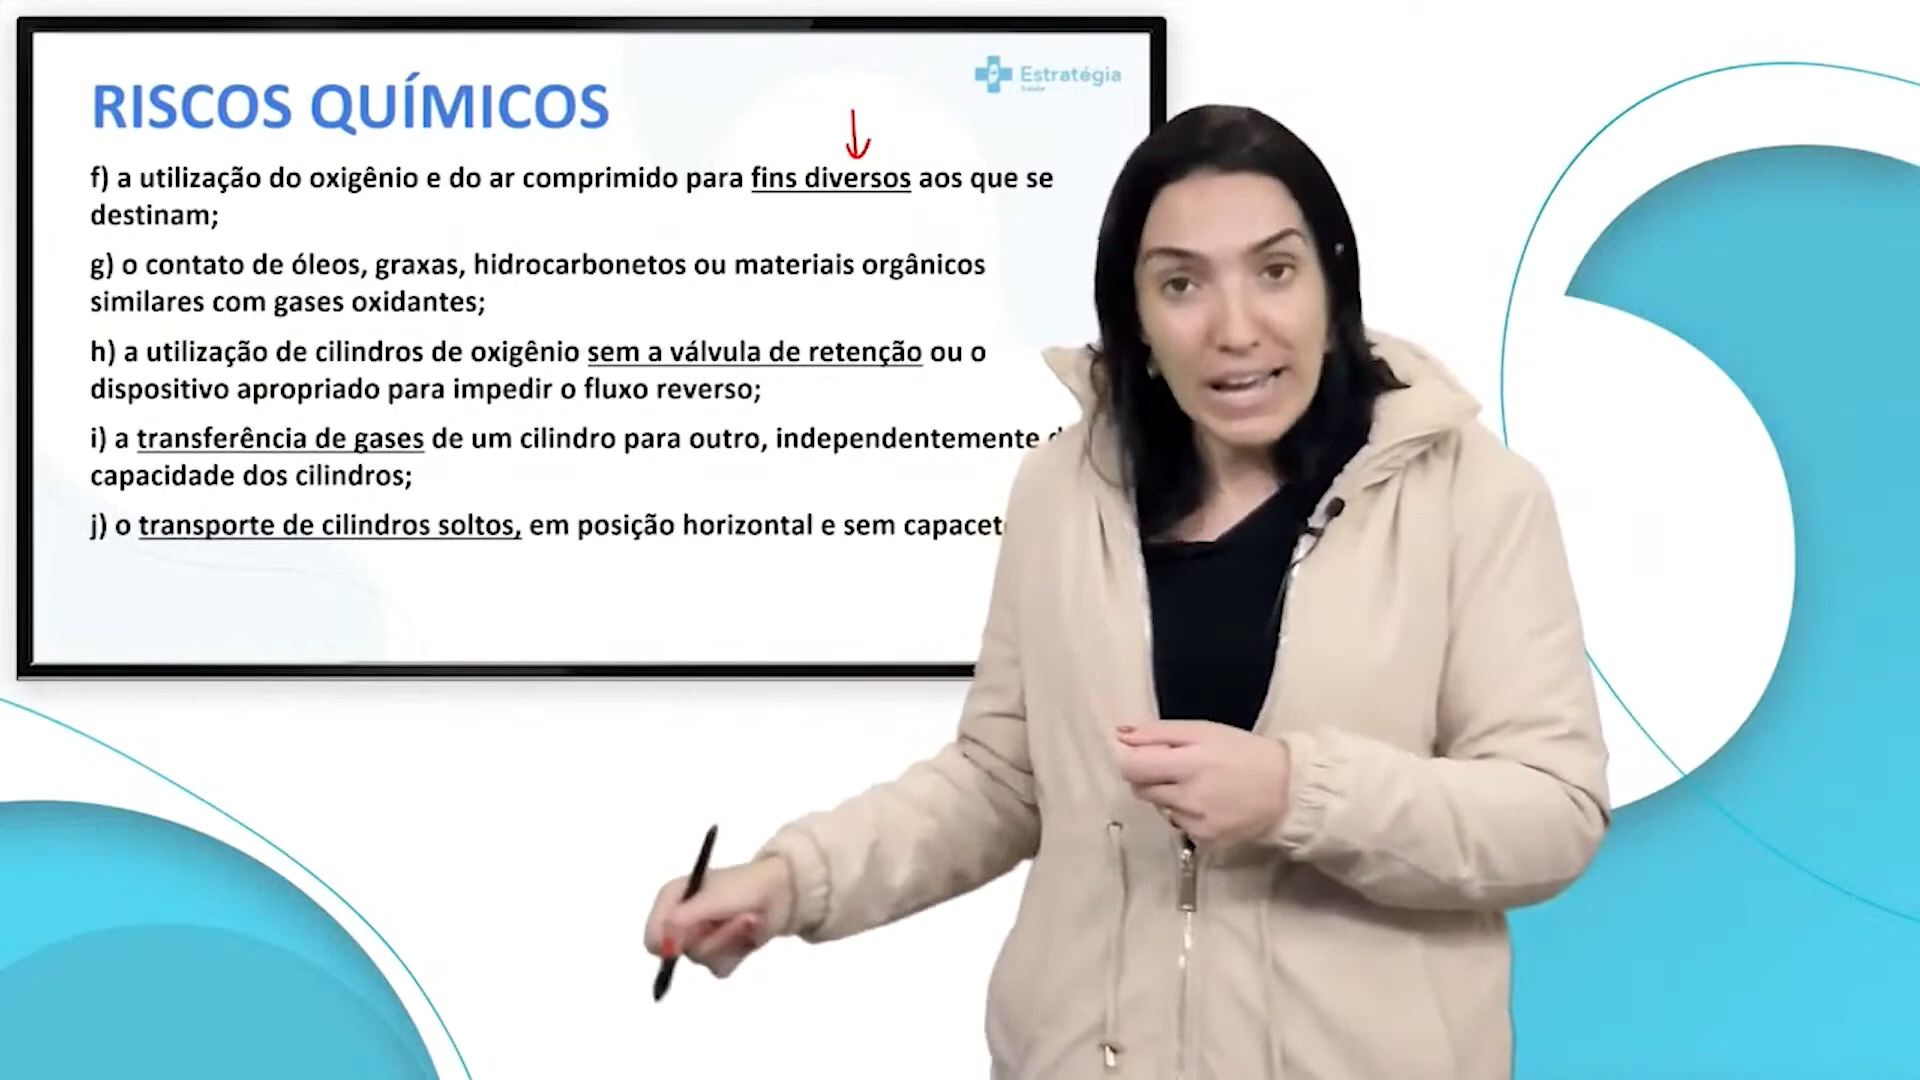 RISCOS QUÍMICOS
Estratégia
Saúde
f) a utilização do oxigênio e do ar comprimido para fins diversos aos que se
destinam;
g) o contato de óleos, graxas, hidrocarbonetos ou materiais orgânicos
similares com gases oxidantes;
h) a utilização de cilindros de oxigênio sem a válvula de retenção ou o
dispositivo apropriado para impedir o fluxo reverso;
i) a transferência de gases de um cilindro para outro, independentemente
capacidade dos cilindros;
j) o transporte de cilindros soltos, em posição horizontal e sem